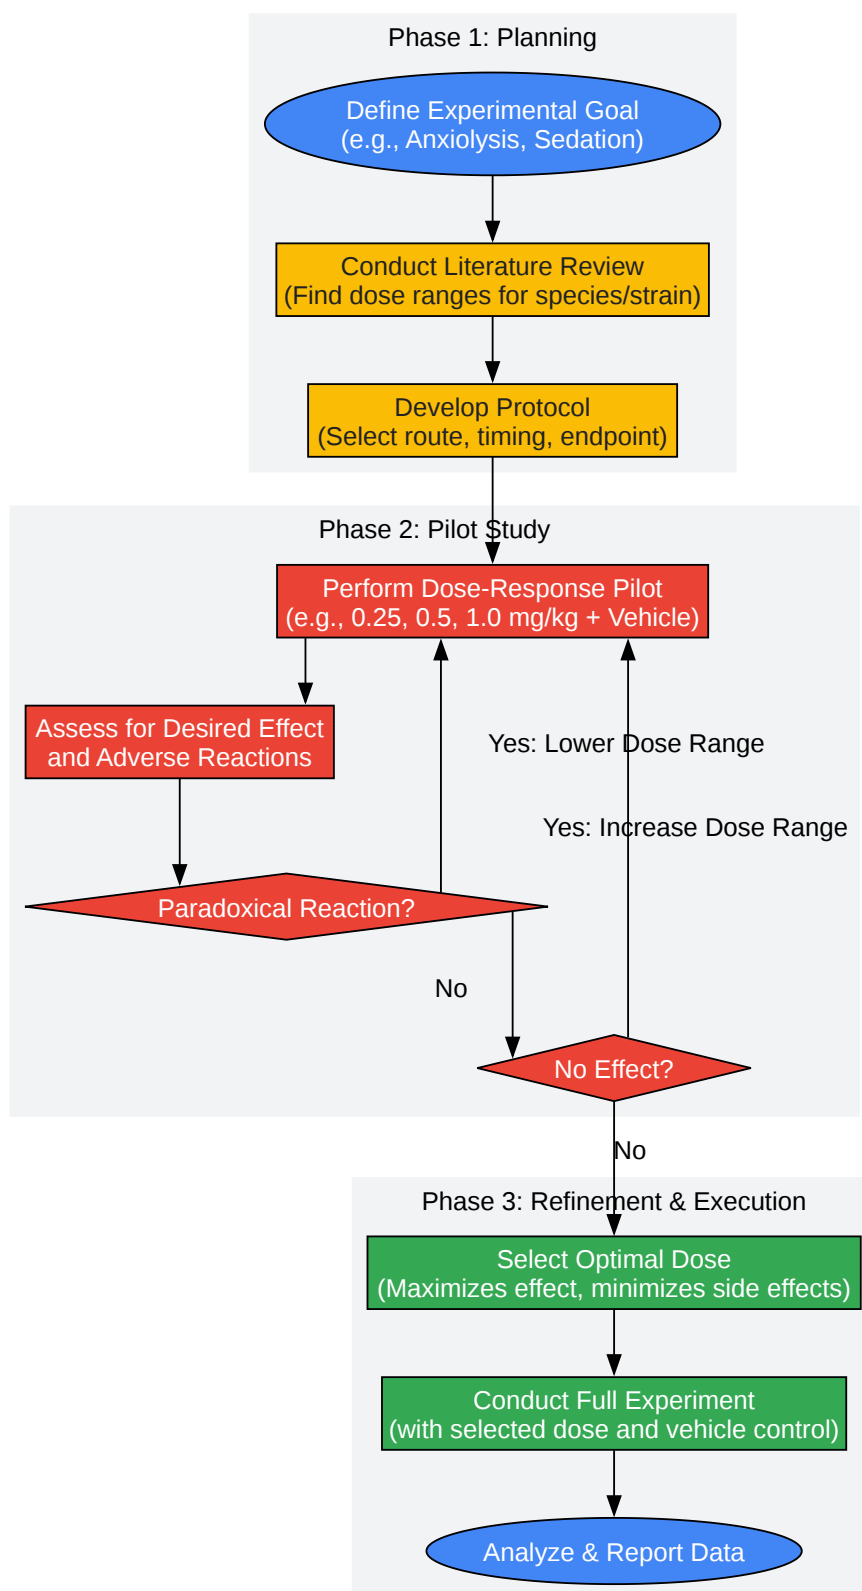 Phase 1: Planning
Define Experimental Goal
(e.g., Anxiolysis, Sedation)
Conduct Literature Review
(Find dose ranges for species/strain)
Develop Protocol
(Select route, timing, endpoint)
Phase 2: Pilot Study
Perform Dose-Response Pilot
(e.g., 0.25, 0.5, 1.0 mg/kg + Vehicle)
Assess for Desired Effect
and Adverse Reactions
Yes: Lower Dose Range
Yes: Increase Dose Range
Paradoxical Reaction?
No
No Effect?
No
Phase 3: Refinement & Execution
Select Optimal Dose
(Maximizes effect, minimizes side effects)
Conduct Full Experiment
(with selected dose and vehicle control)
Analyze & Report Data